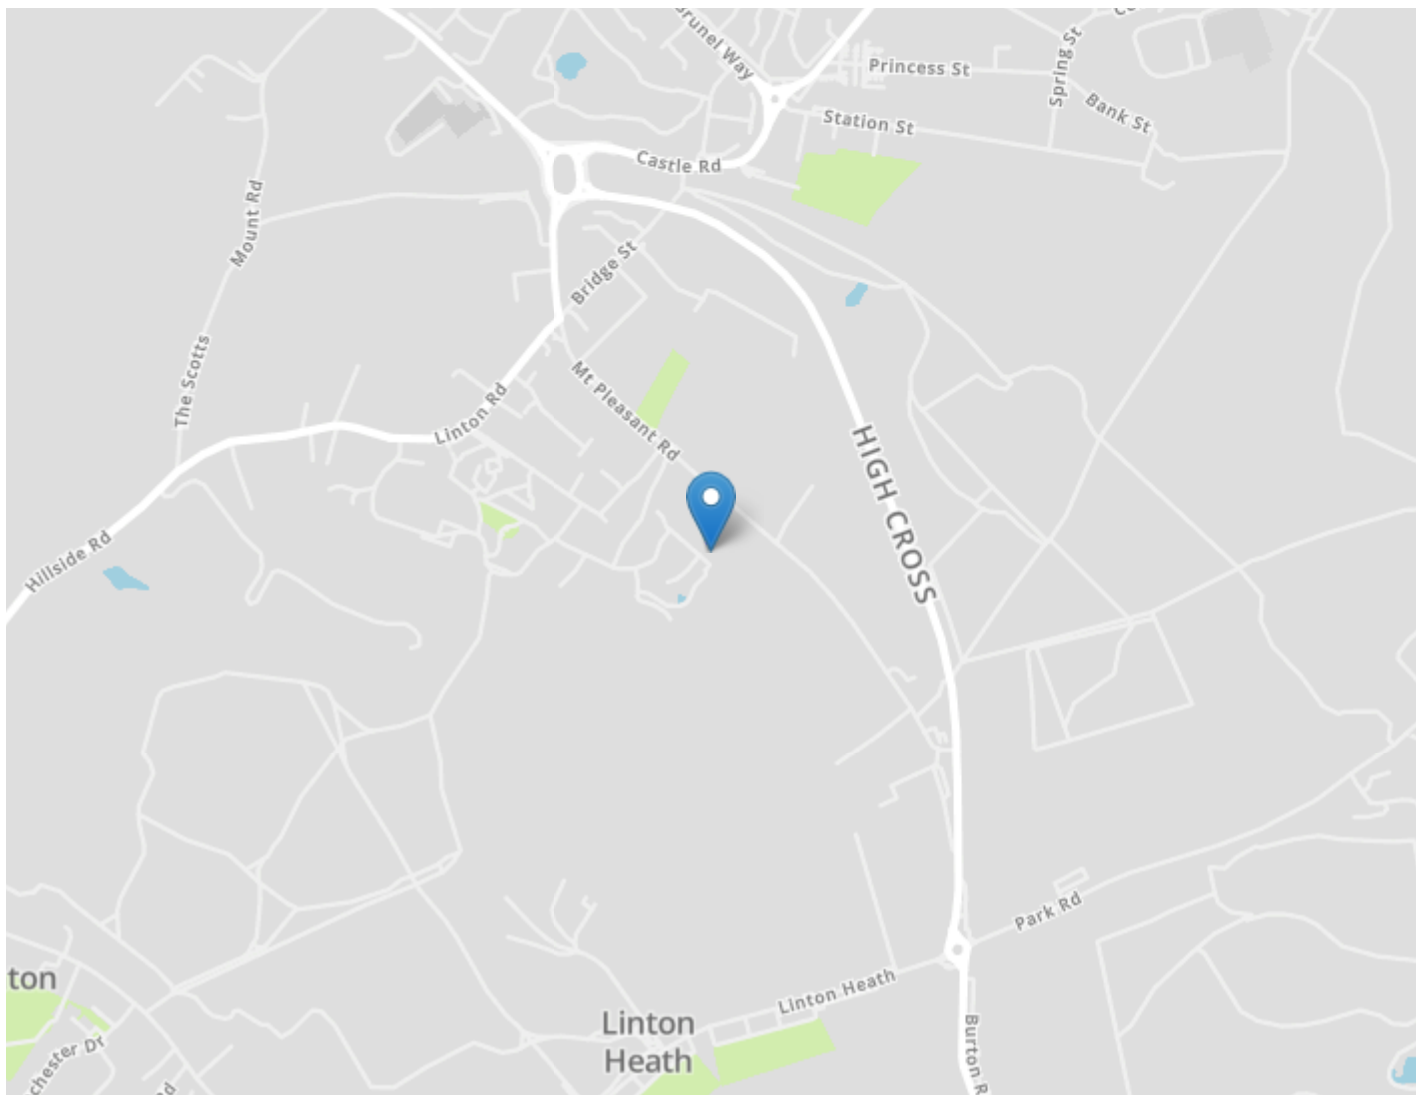 Brunel Way
Princess St
Spring St
Bank St
Station St
Castle Rd
Mount Rd
Bridge St
The Scotts
Mt Pleasant Rd
Linton Rd
HIGH CROSS
Hillside Rd
Park Rd
ton
Linton Heath
Linton
Heath
chester Dr
Burton R